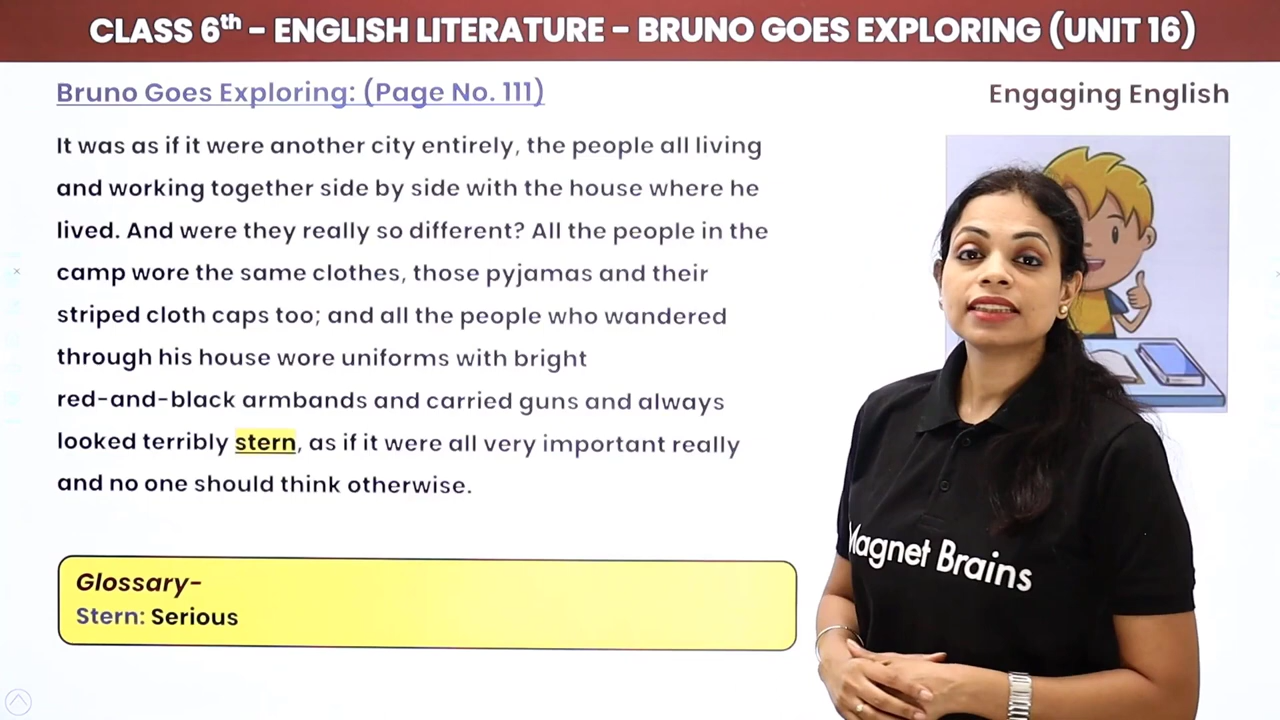 CLASS 6th - ENGLISH LITERATURE - BRUNO GOES EXPLORING (UNIT 16)
Bruno Goes Exploring: (Page No. 111)
Engaging English
It was as if it were another city entirely, the people all living
and working together side by side with the house where he
lived. And were they really so different? All the people in the
camp wore the same clothes, those pyjamas and their
striped cloth caps too; and all the people who wandered
through his house wore uniforms with bright
red-and-black armbands and carried guns and always
looked terribly stern, as if it were all very important really
and no one should think otherwise.
Glossary-
Stern: Serious
Magnet Brains